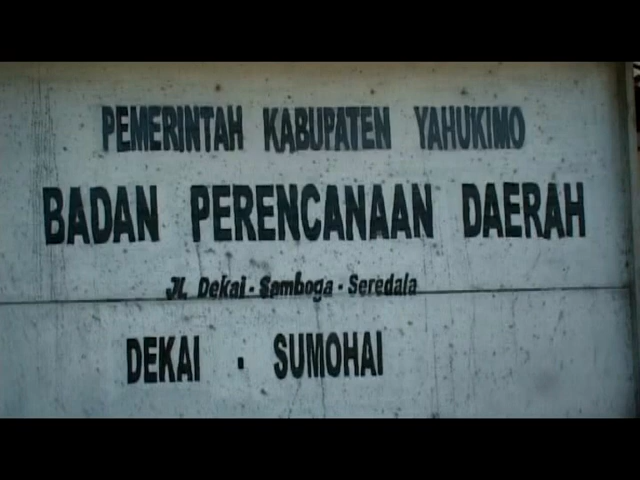 PEMERINTAH KABUPATEN YAHUKIMO
BADAN PERENCANAAN DAERAH
JL. Dekai - Samboga - Seredala
DEKAI - SUMOHAI